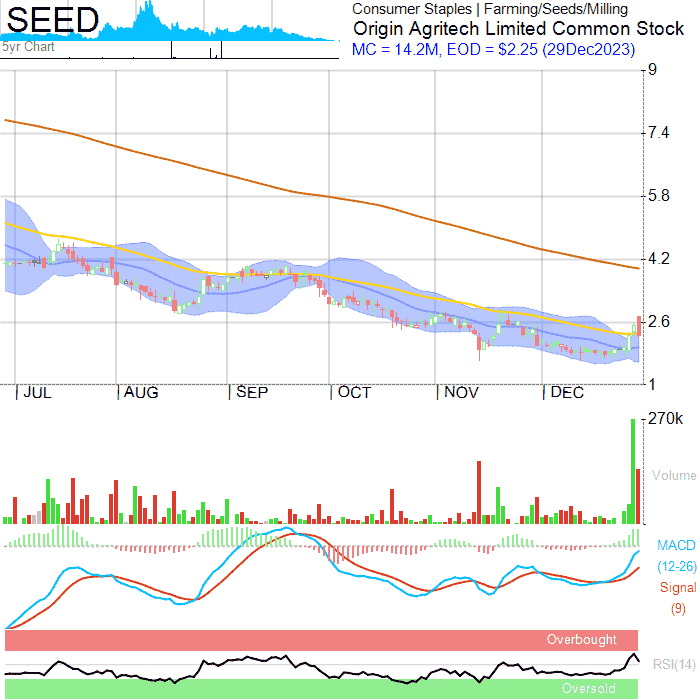 SEED
5yr Chart
Consumer Staples | Farming/Seeds/Milling
Origin Agritech Limited Common Stock
MC = 14.2M, EOD = $2.25 (29Dec2023)
9
7.4
5.8
4.2
2.6
1
JUL AUG SEP OCT NOV DEC
270k
Volume
MACD
(12-26)
Signal
(9)
Overbought
RSI(14)
Oversold